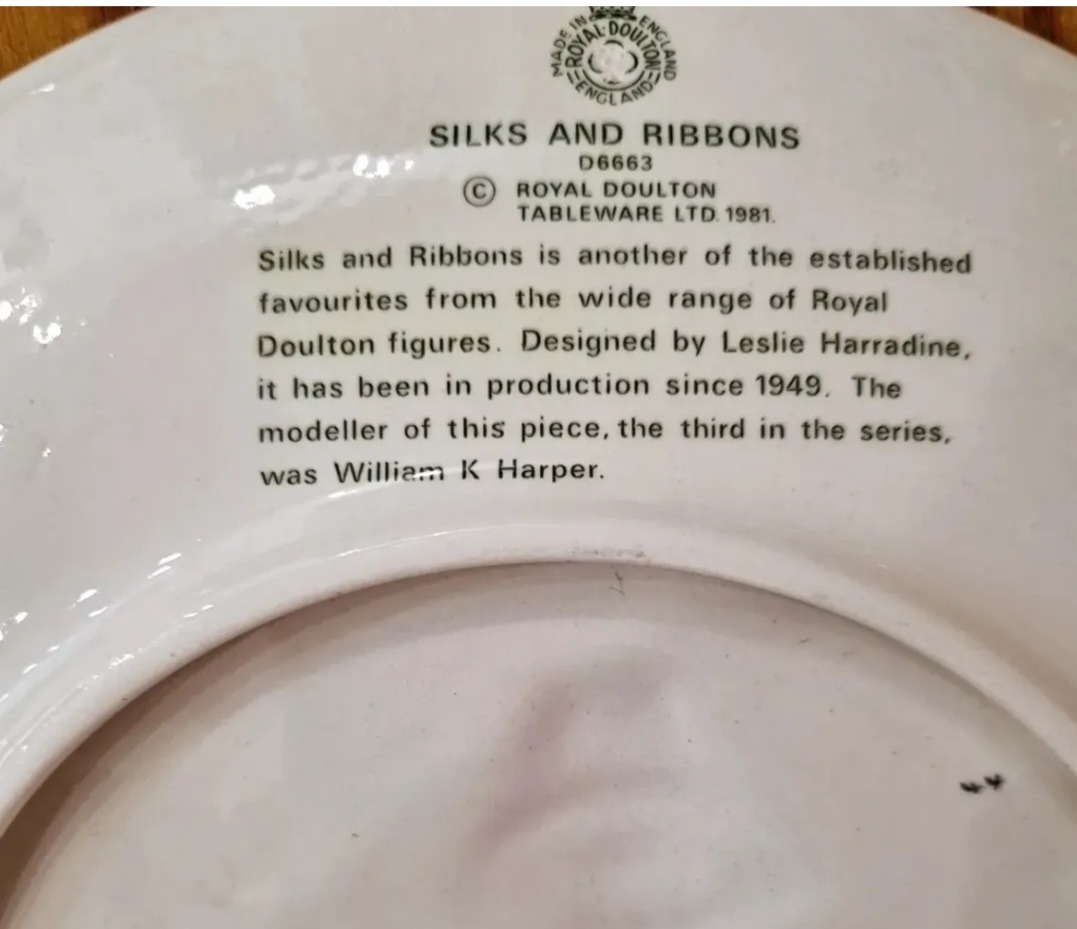 MADE IN ENGLAND
ROYAL·DOULTON
ENGLAND
SILKS AND RIBBONS
D6663
© ROYAL DOULTON
TABLEWARE LTD. 1981.
Silks and Ribbons is another of the established
favourites from the wide range of Royal
Doulton figures. Designed by Leslie Harradine,
it has been in production since 1949. The
modeller of this piece, the third in the series,
was William K Harper.